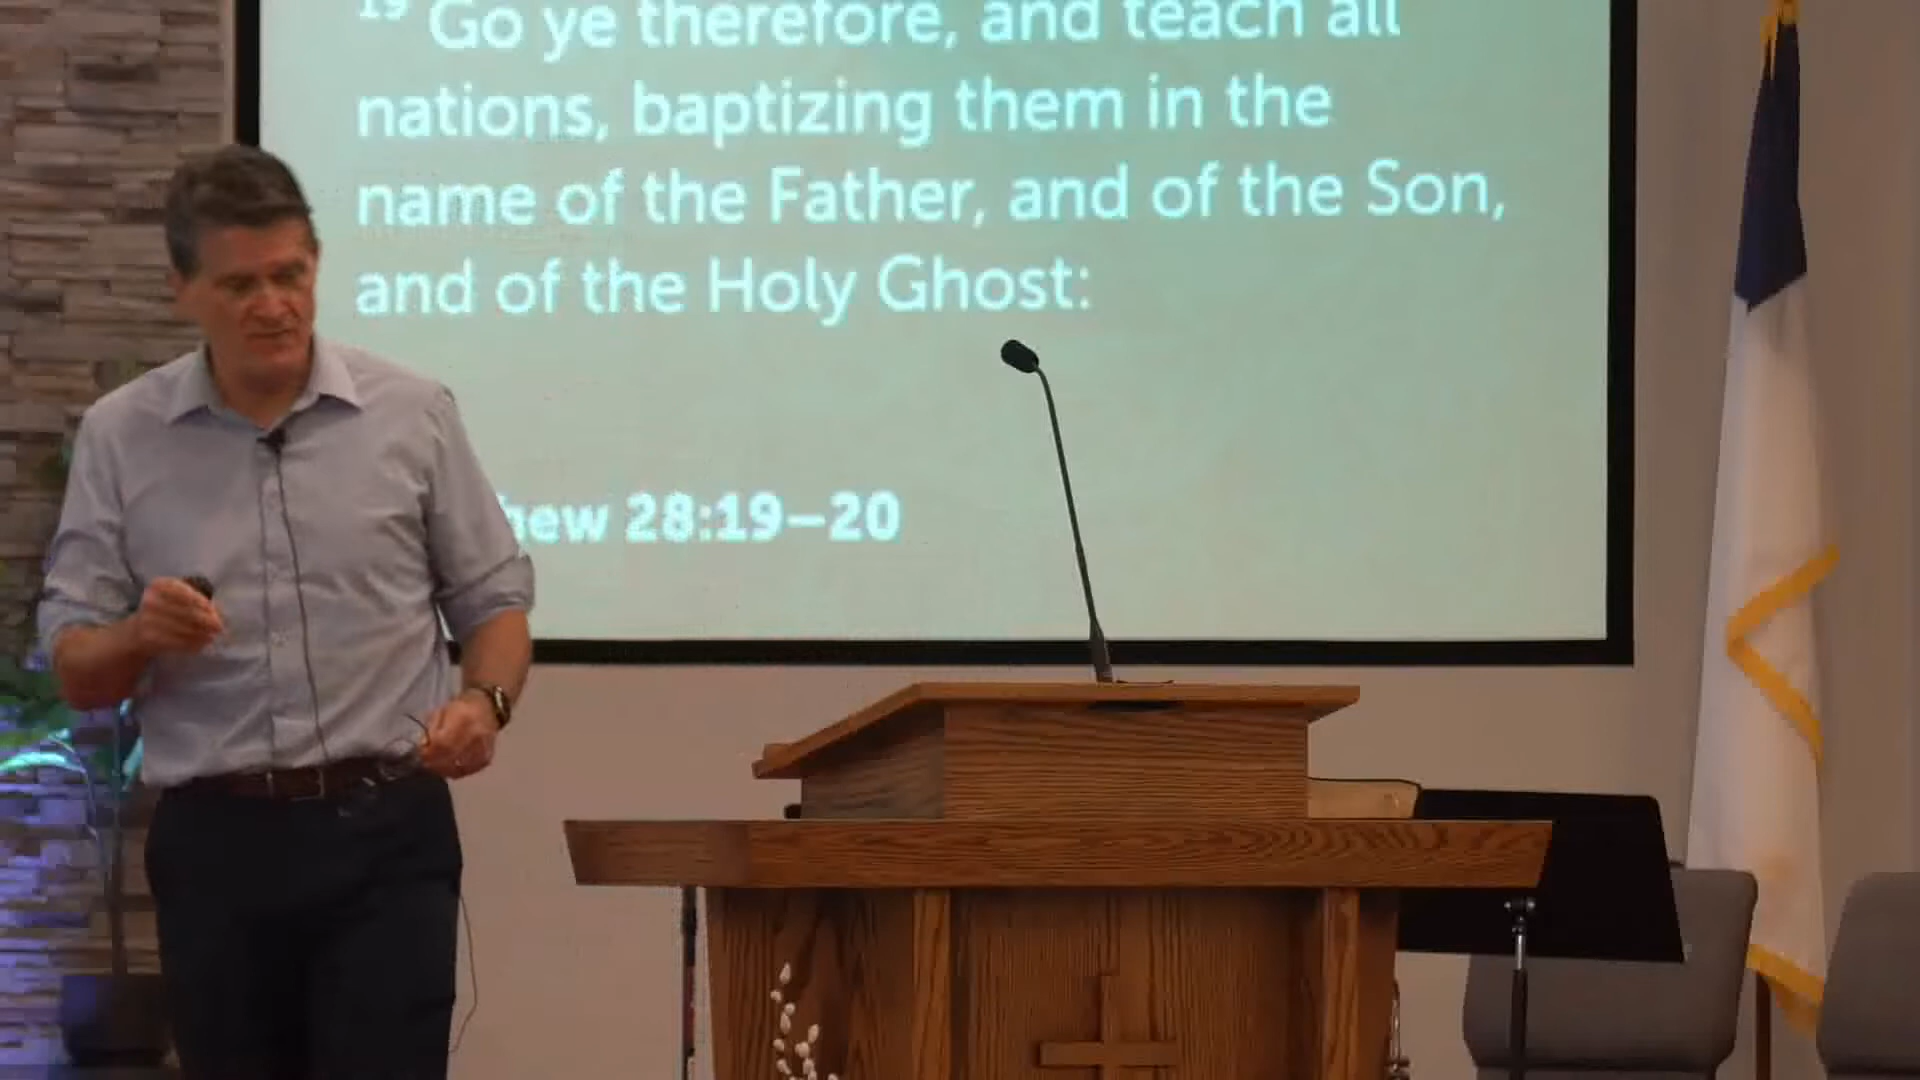 19 Go ye therefore, and teach all
nations, baptizing them in the
name of the Father, and of the Son,
and of the Holy Ghost:
hew 28:19–20